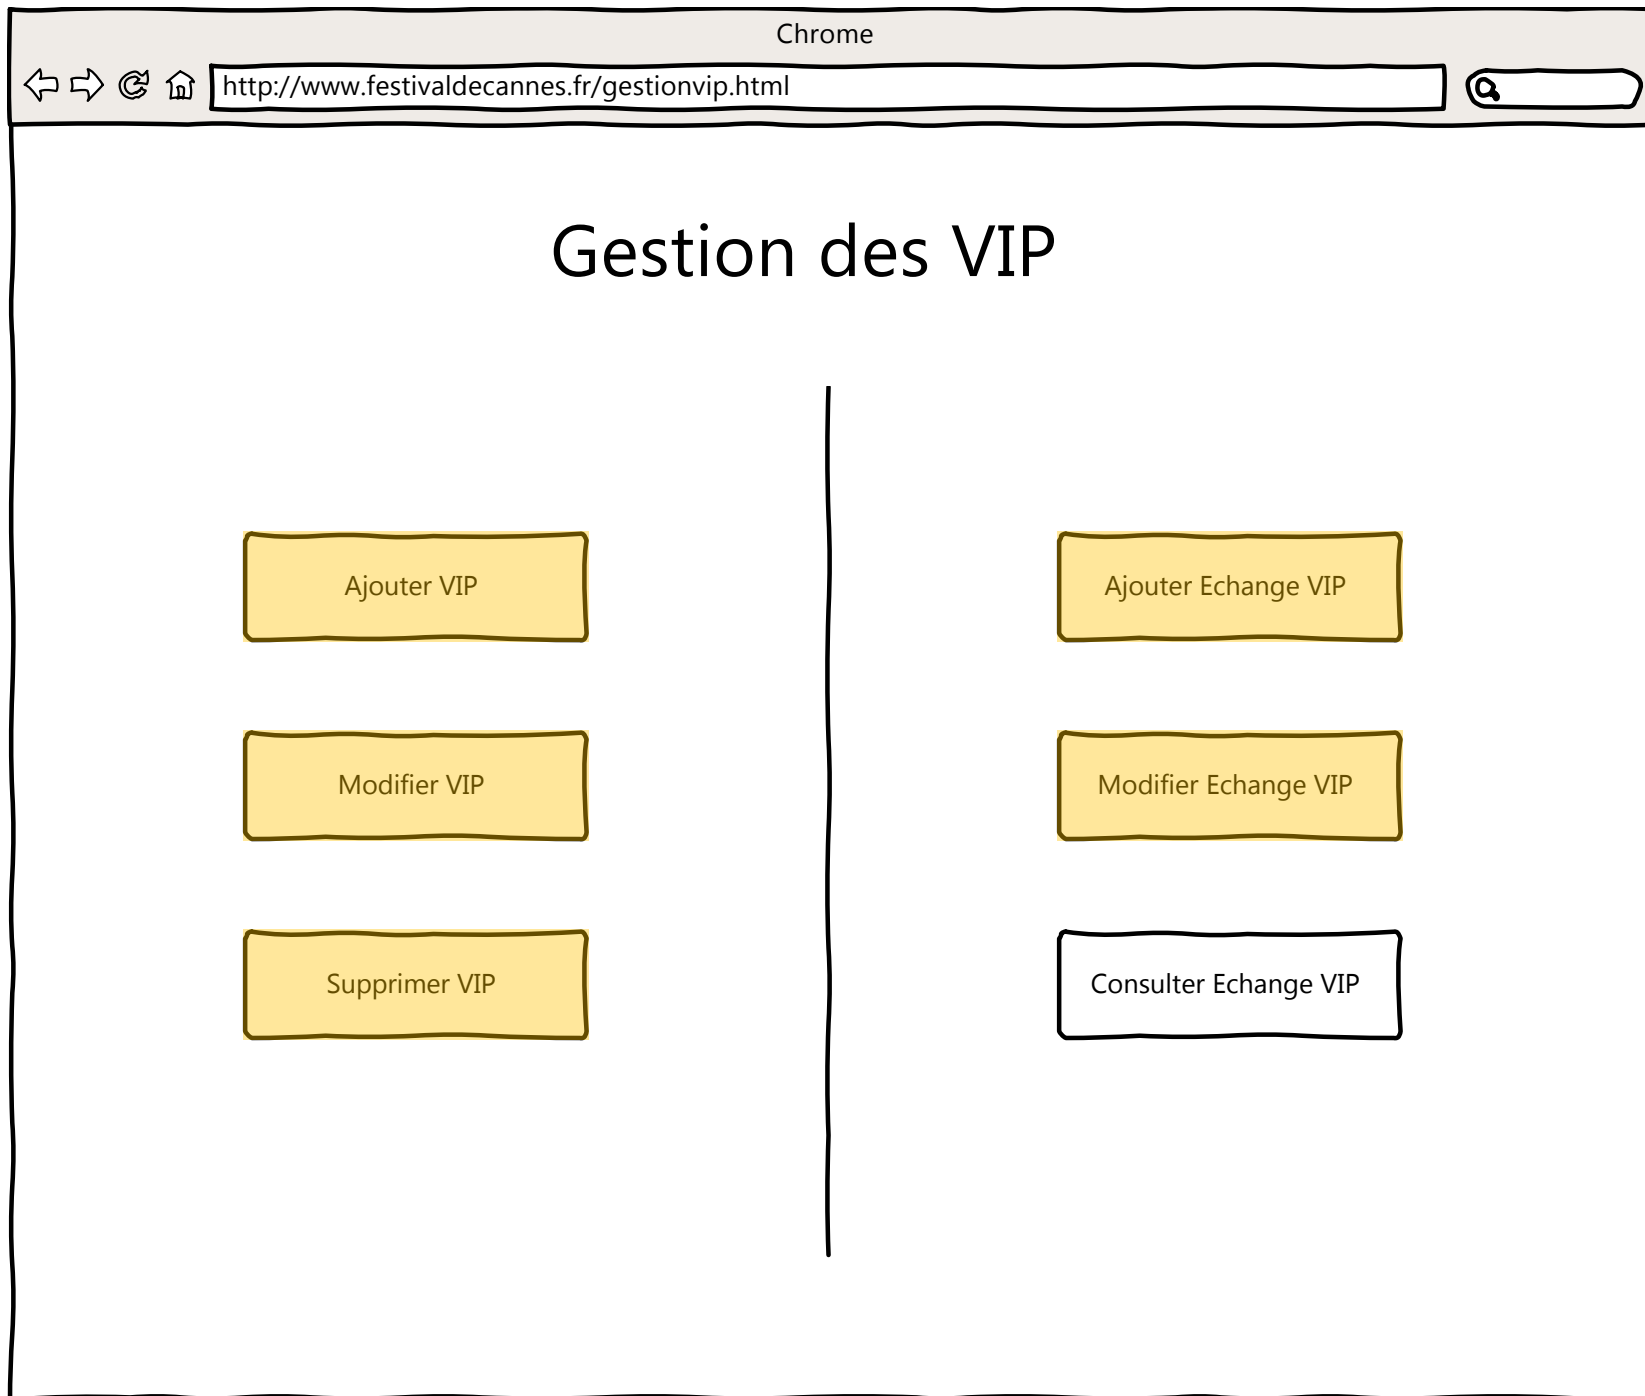 Chrome
http://www.festivaldecannes.fr/gestionvip.html
Gestion des VIP
Ajouter VIP
Modifier VIP
Supprimer VIP
Ajouter Echange VIP
Modifier Echange VIP
Consulter Echange VIP